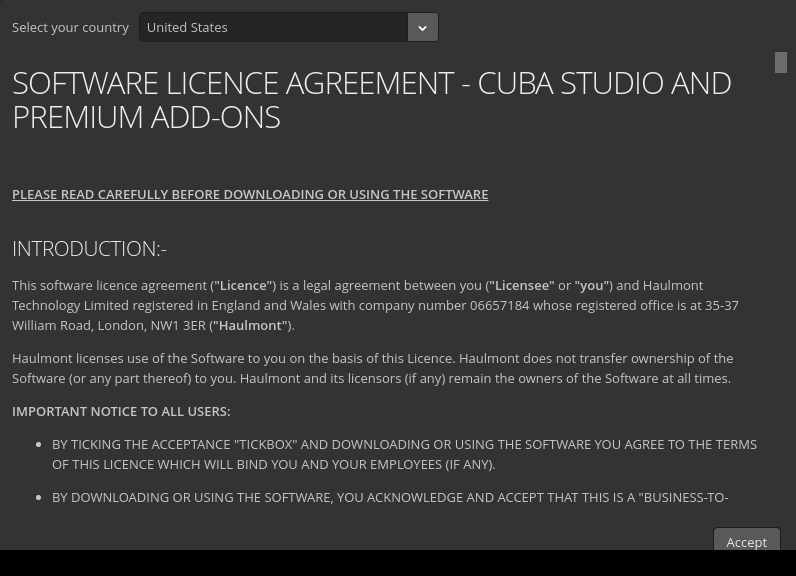 Select your country United States
SOFTWARE LICENCE AGREEMENT - CUBA STUDIO AND
PREMIUM ADD-ONS
PLEASE READ CAREFULLY BEFORE DOWNLOADING OR USING THE SOFTWARE
INTRODUCTION:-
This software licence agreement ("Licence") is a legal agreement between you ("Licensee" or "you") and Haulmont
Technology Limited registered in England and Wales with company number 06657184 whose registered office is at 35-37
William Road, London, NW1 3ER ("Haulmont").
Haulmont licenses use of the Software to you on the basis of this Licence. Haulmont does not transfer ownership of the
Software (or any part thereof) to you. Haulmont and its licensors (if any) remain the owners of the Software at all times.
IMPORTANT NOTICE TO ALL USERS:
• BY TICKING THE ACCEPTANCE "TICKBOX" AND DOWNLOADING OR USING THE SOFTWARE YOU AGREE TO THE TERMS
OF THIS LICENCE WHICH WILL BIND YOU AND YOUR EMPLOYEES (IF ANY).
• BY DOWNLOADING OR USING THE SOFTWARE, YOU ACKNOWLEDGE AND ACCEPT THAT THIS IS A "BUSINESS-TO-
Accept